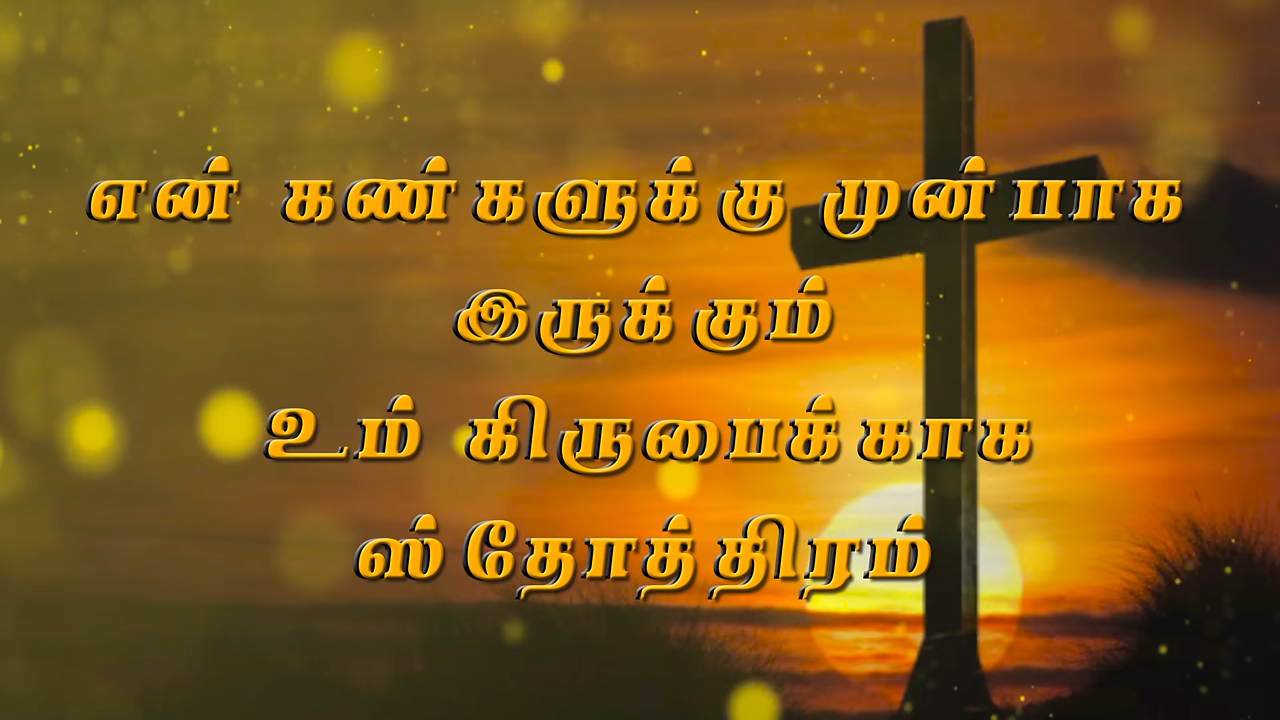 என் கண்களுக்கு முன்பாக
இருக்கும்
உம் கிருபைக்காக
ஸ்தோத்திரம்